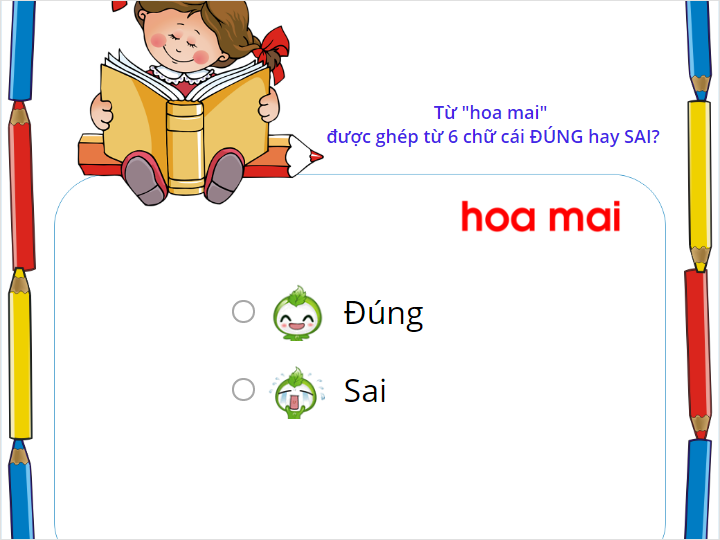 Từ "hoa mai"
được ghép từ 6 chữ cái ĐÚNG hay SAI?
hoa mai
Đúng
Sai